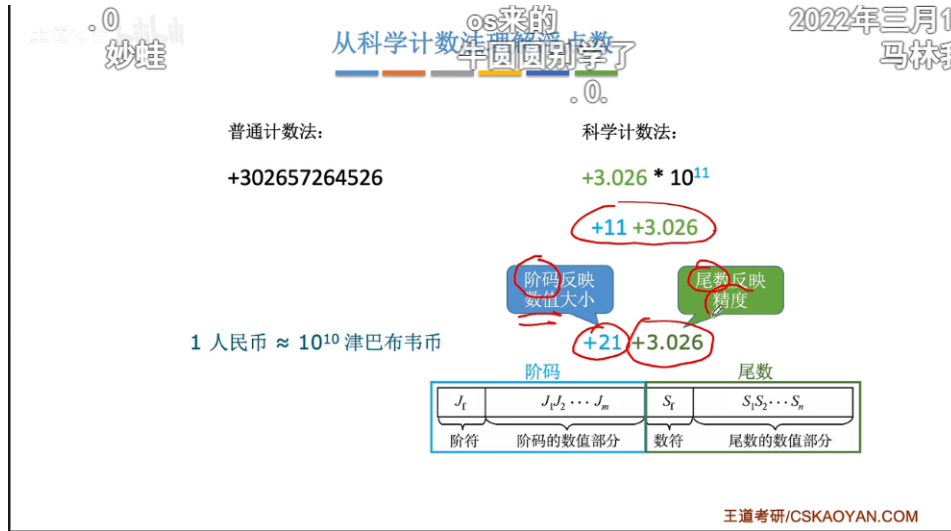 . 0
os来的
2022年三月1
妙蛙
从科学计数法理解浮点数
牛圆圆别学了
马林
. 0.
普通计数法：
科学计数法：
+302657264526
+3.026 * 10¹¹
+11 +3.026
阶码反映
数值大小
尾数反映
精度
1 人民币 ≈ 10¹⁰ 津巴布韦币
+21 +3.026
阶码
尾数
J_f J₁J₂ ··· J_m S_f S₁S₂ ··· S_n
阶符 阶码的数值部分 数符 尾数的数值部分
王道考研/CSKAOYAN.COM